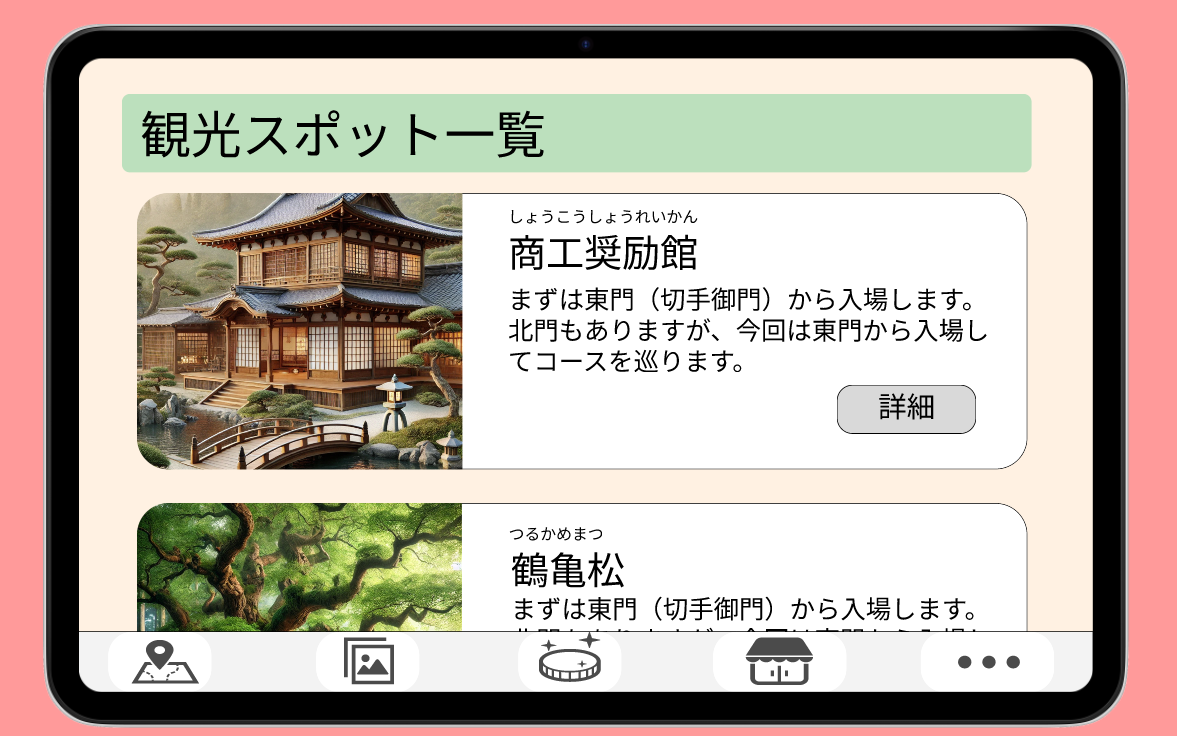 観光スポット一覧
しょうこうしょうれいかん
商工奨励館
まずは東門（切手御門）から入場します。
北門もありますが、今回は東門から入場し
てコースを巡ります。
詳細
つるかめまつ
鶴亀松
まずは東門（切手御門）から入場します。